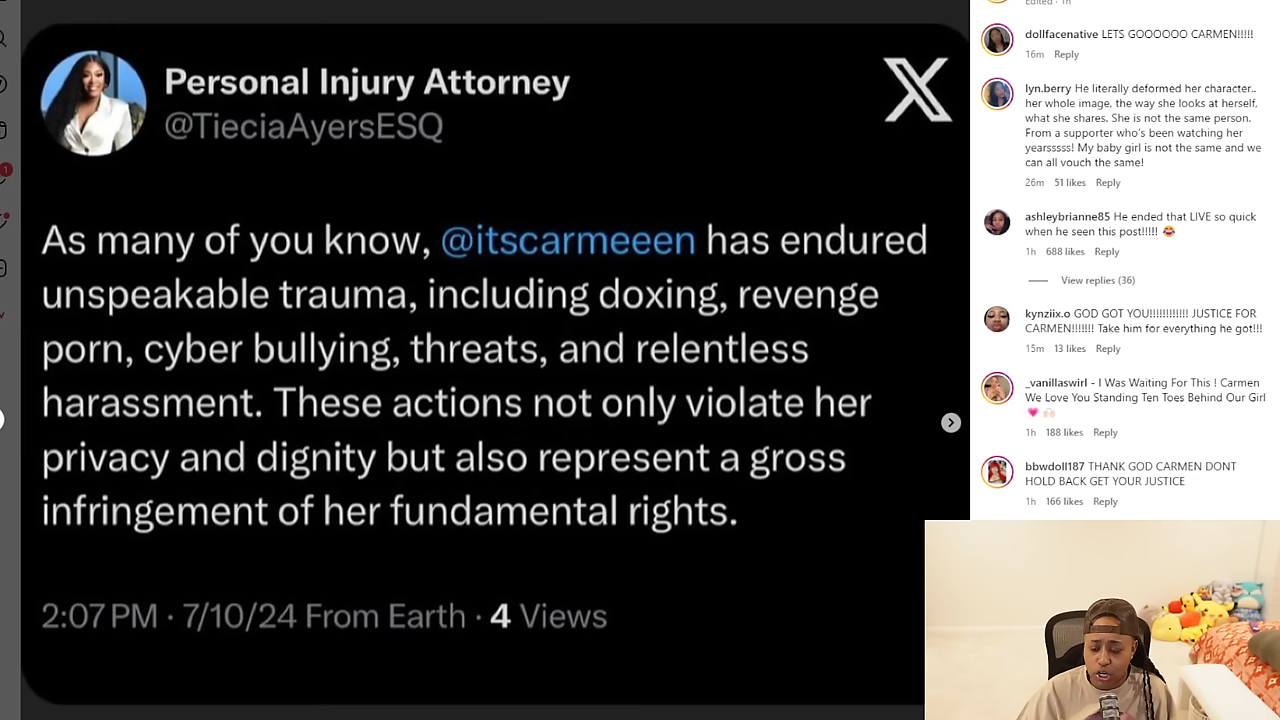 Personal Injury Attorney
@TieciaAyersESQ
As many of you know, @itscarmeeen has endured
unspeakable trauma, including doxing, revenge
porn, cyber bullying, threats, and relentless
harassment. These actions not only violate her
privacy and dignity but also represent a gross
infringement of her fundamental rights.
2:07 PM · 7/10/24 From Earth · 4 Views
Edited · 1h
dollfacenative LETS GOOOOOO CARMEN!!!!!
16m Reply
lyn.berry He literally deformed her character..
her whole image, the way she looks at herself,
what she shares. She is not the same person.
From a supporter who's been watching her
yearsssss! My baby girl is not the same and we
can all vouch the same!
26m 51 likes Reply
ashleybrianne85 He ended that LIVE so quick
when he seen this post!!!!! 😂
1h 688 likes Reply
View replies (36)
kynziix.o GOD GOT YOU!!!!!!!!!!!! JUSTICE FOR
CARMEN!!!!!!! Take him for everything he got!!!
15m 13 likes Reply
_vanillaswirl - I Was Waiting For This ! Carmen
We Love You Standing Ten Toes Behind Our Girl
💗 🙌🏻
1h 188 likes Reply
bbwdoll187 THANK GOD CARMEN DONT
HOLD BACK GET YOUR JUSTICE
1h 166 likes Reply